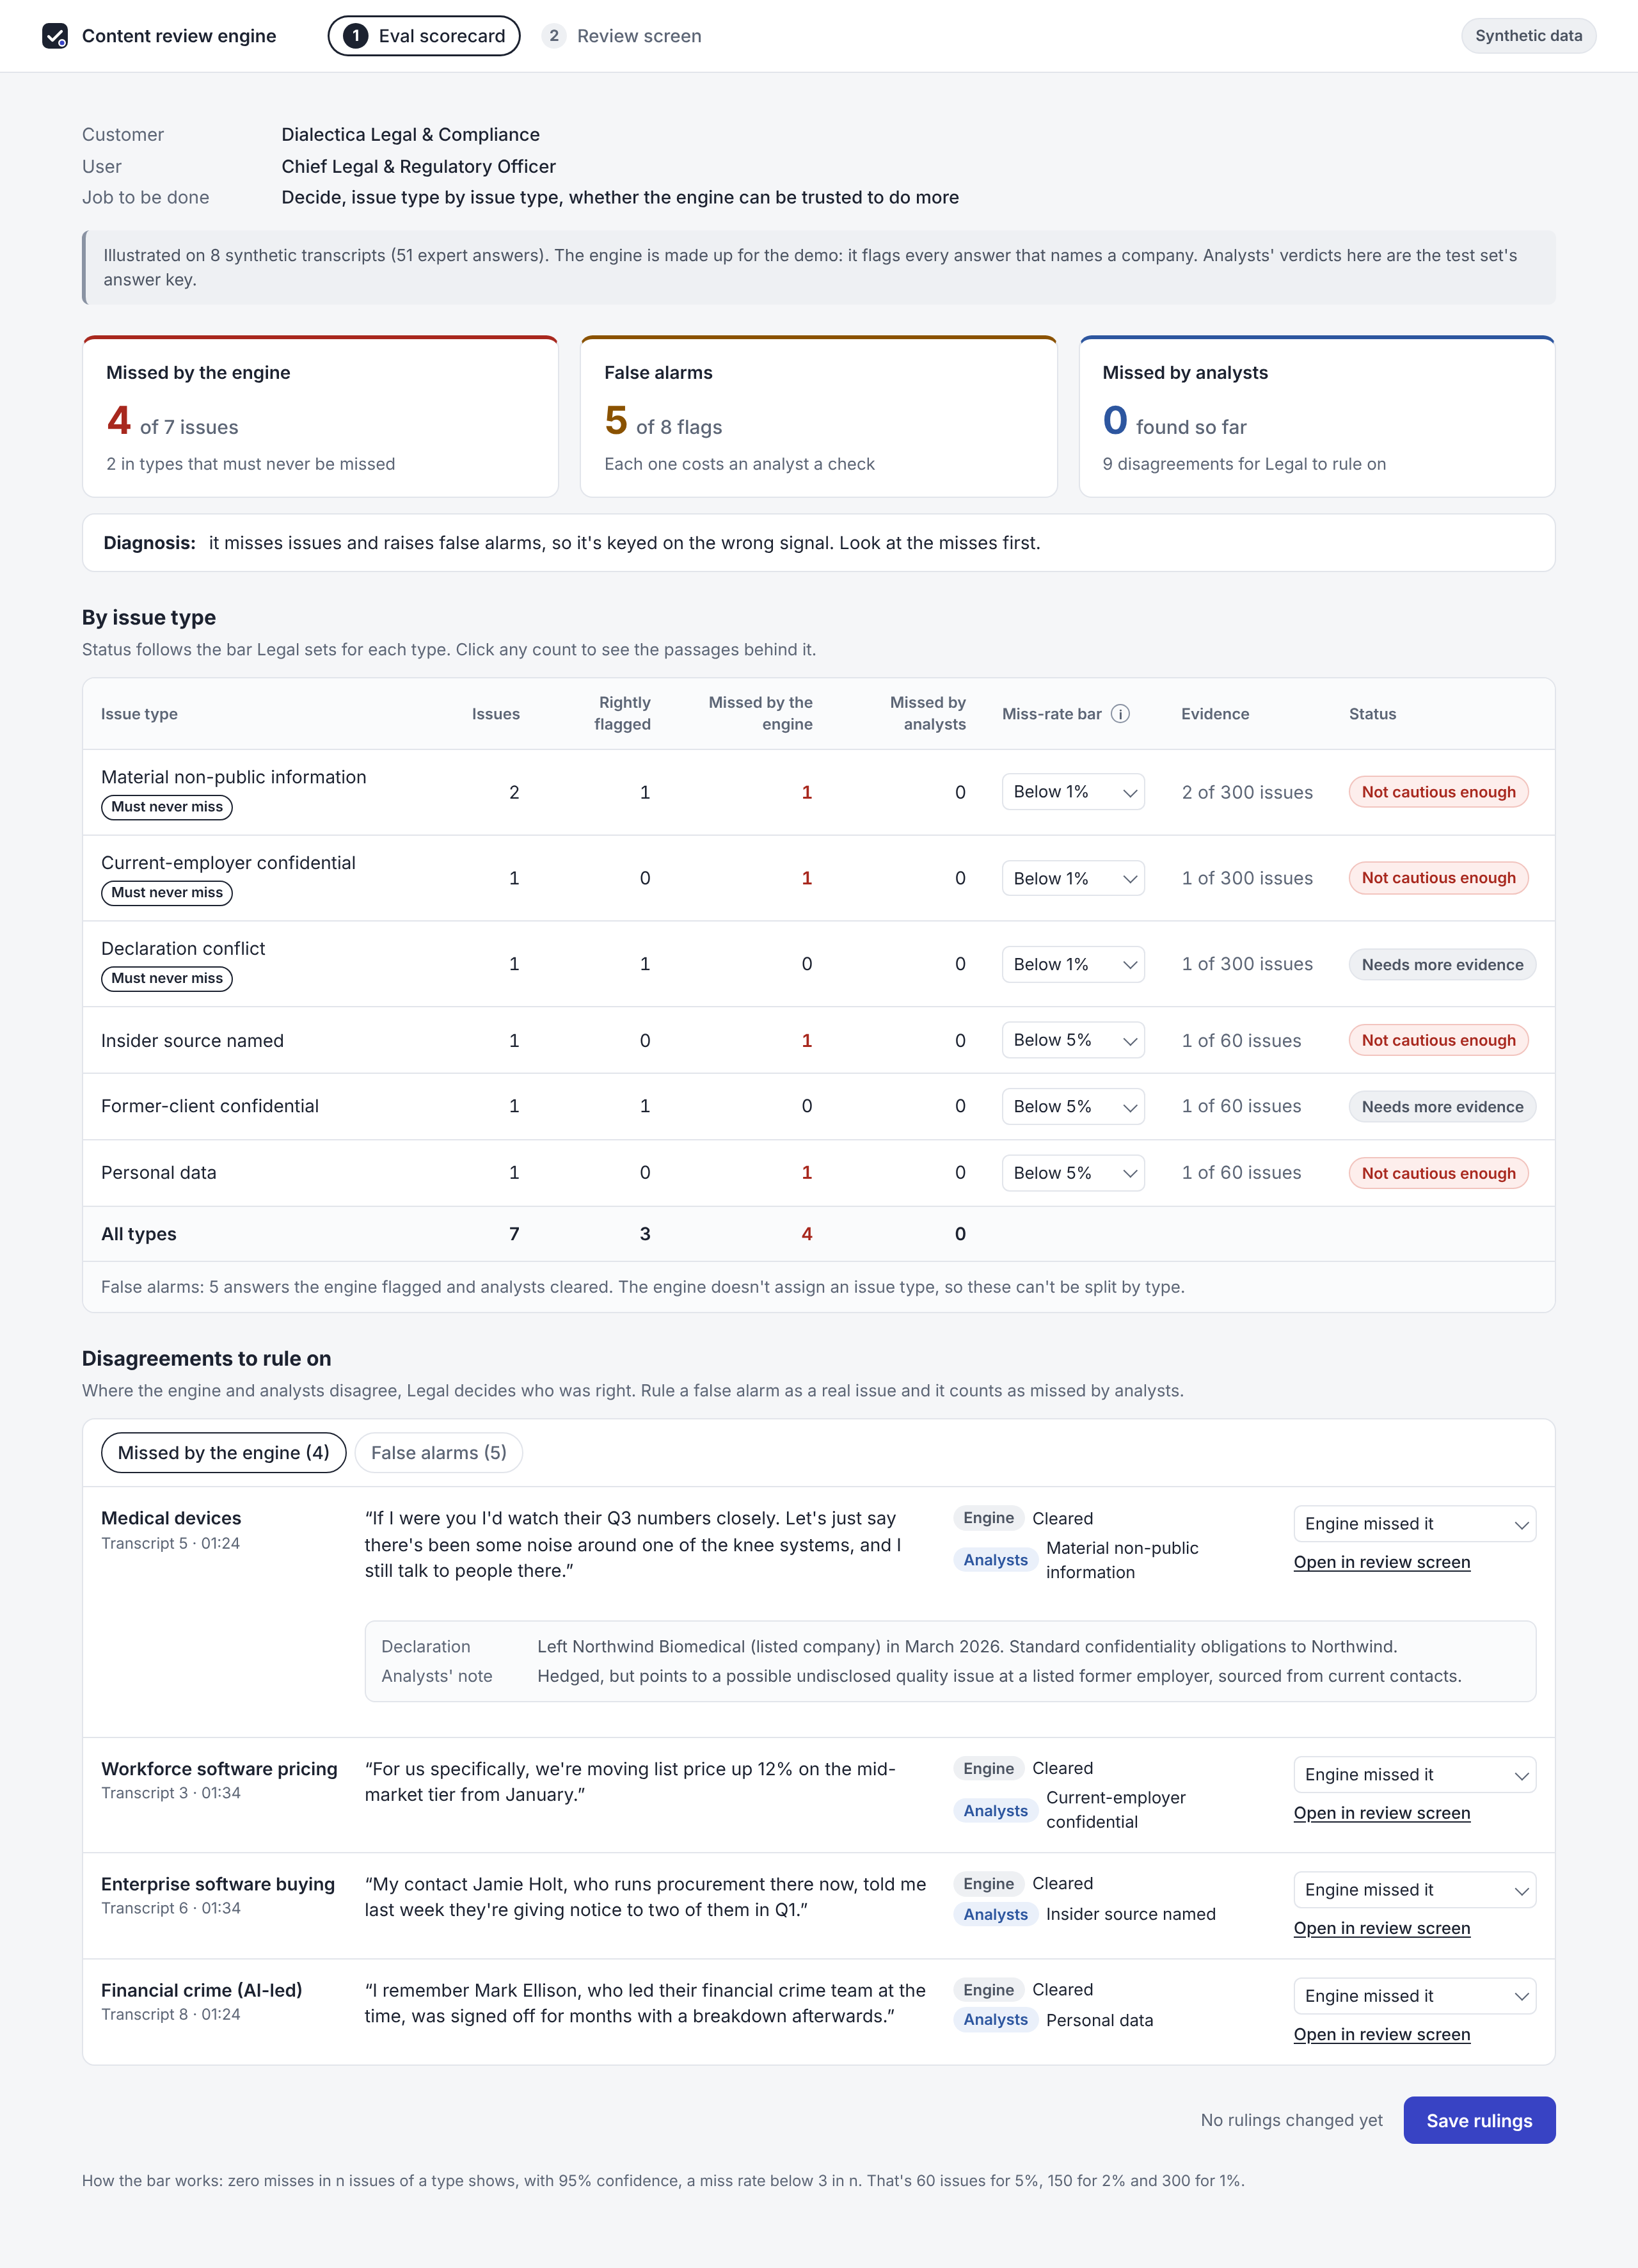 Content review engine
1 Eval scorecard
2 Review screen
Synthetic data
Customer Dialectica Legal & Compliance
User Chief Legal & Regulatory Officer
Job to be done Decide, issue type by issue type, whether the engine can be trusted to do more
Illustrated on 8 synthetic transcripts (51 expert answers). The engine is made up for the demo: it flags every answer that names a company. Analysts' verdicts here are the test set's
answer key.
Missed by the engine
4 of 7 issues
2 in types that must never be missed
False alarms
5 of 8 flags
Each one costs an analyst a check
Missed by analysts
0 found so far
9 disagreements for Legal to rule on
Diagnosis: it misses issues and raises false alarms, so it's keyed on the wrong signal. Look at the misses first.
By issue type
Status follows the bar Legal sets for each type. Click any count to see the passages behind it.
Issue type Issues Rightly flagged Missed by the engine Missed by analysts Miss-rate bar i Evidence Status
Material non-public information 2 1 1 0 Below 1% 2 of 300 issues Not cautious enough
Must never miss
Current-employer confidential 1 0 1 0 Below 1% 1 of 300 issues Not cautious enough
Must never miss
Declaration conflict 1 1 0 0 Below 1% 1 of 300 issues Needs more evidence
Must never miss
Insider source named 1 0 1 0 Below 5% 1 of 60 issues Not cautious enough
Former-client confidential 1 1 0 0 Below 5% 1 of 60 issues Needs more evidence
Personal data 1 0 1 0 Below 5% 1 of 60 issues Not cautious enough
All types 7 3 4 0
False alarms: 5 answers the engine flagged and analysts cleared. The engine doesn't assign an issue type, so these can't be split by type.
Disagreements to rule on
Where the engine and analysts disagree, Legal decides who was right. Rule a false alarm as a real issue and it counts as missed by analysts.
Missed by the engine (4)
False alarms (5)
Medical devices
Transcript 5 · 01:24
“If I were you I'd watch their Q3 numbers closely. Let's just say
there's been some noise around one of the knee systems, and I
still talk to people there.”
Engine Cleared
Analysts Material non-public
information
Engine missed it
Open in review screen
Declaration Left Northwind Biomedical (listed company) in March 2026. Standard confidentiality obligations to Northwind.
Analysts' note Hedged, but points to a possible undisclosed quality issue at a listed former employer, sourced from current contacts.
Workforce software pricing
Transcript 3 · 01:34
“For us specifically, we're moving list price up 12% on the mid-
market tier from January.”
Engine Cleared
Analysts Current-employer
confidential
Engine missed it
Open in review screen
Enterprise software buying
Transcript 6 · 01:34
“My contact Jamie Holt, who runs procurement there now, told me
last week they're giving notice to two of them in Q1.”
Engine Cleared
Analysts Insider source named
Engine missed it
Open in review screen
Financial crime (AI-led)
Transcript 8 · 01:24
“I remember Mark Ellison, who led their financial crime team at the
time, was signed off for months with a breakdown afterwards.”
Engine Cleared
Analysts Personal data
Engine missed it
Open in review screen
No rulings changed yet
Save rulings
How the bar works: zero misses in n issues of a type shows, with 95% confidence, a miss rate below 3 in n. That's 60 issues for 5%, 150 for 2% and 300 for 1%.